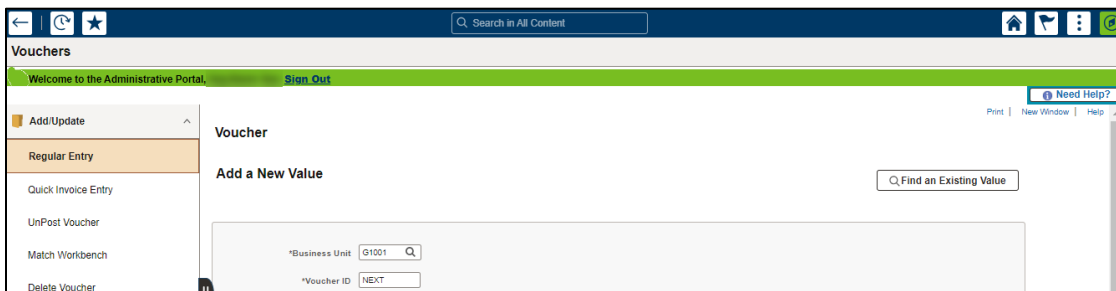 Search in All Content
Vouchers
Welcome to the Administrative Portal, Sign Out
Need Help?
Print | New Window | Help
Add/Update
Voucher
Regular Entry
Add a New Value
Find an Existing Value
Quick Invoice Entry
UnPost Voucher
Match Workbench
*Business Unit G1001
*Voucher ID NEXT
Delete Voucher